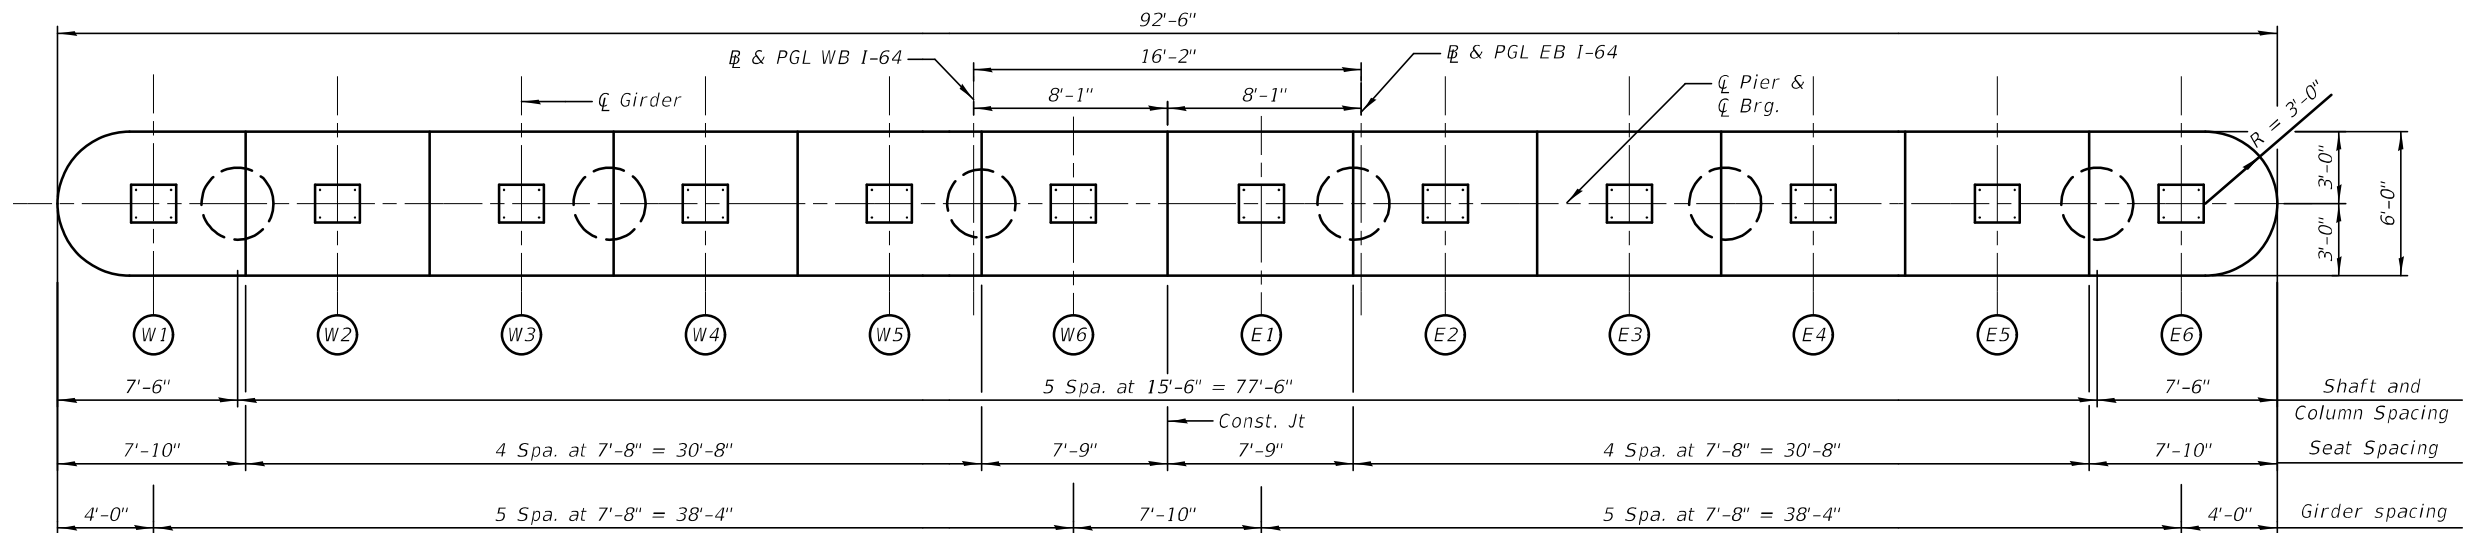 92'-6"
℄ & PGL WB I-64
16'-2"
℄ & PGL EB I-64
℄ Girder
8'-1"
8'-1"
℄ Pier &
℄ Brg.
R = 3'-0"
3'-0"
3'-0"
6'-0"
W1
W2
W3
W4
W5
W6
E1
E2
E3
E4
E5
E6
7'-6"
5 Spa. at 15'-6" = 77'-6"
7'-6"
Shaft and
Column Spacing
Const. Jt
7'-10"
4 Spa. at 7'-8" = 30'-8"
7'-9"
7'-9"
4 Spa. at 7'-8" = 30'-8"
7'-10"
Seat Spacing
4'-0"
5 Spa. at 7'-8" = 38'-4"
7'-10"
5 Spa. at 7'-8" = 38'-4"
4'-0"
Girder spacing